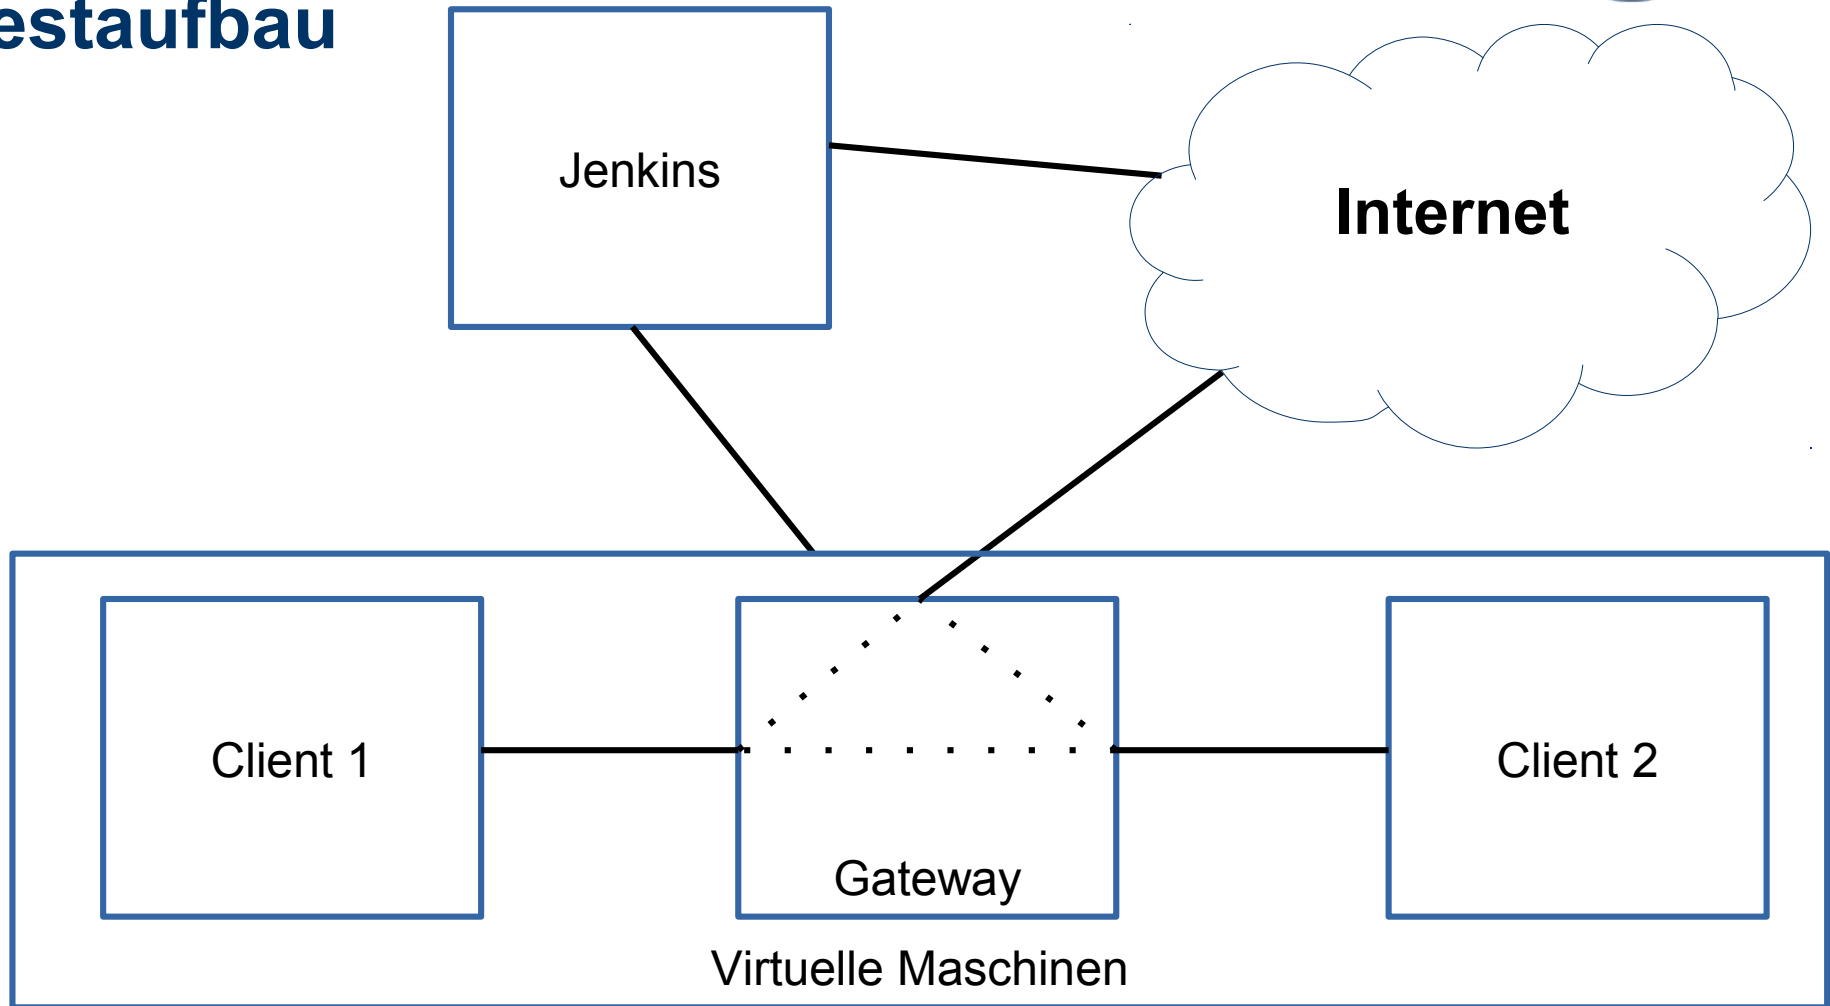 estaufbau
Jenkins
Internet
Client 1
Client 2
Gateway
Virtuelle Maschinen